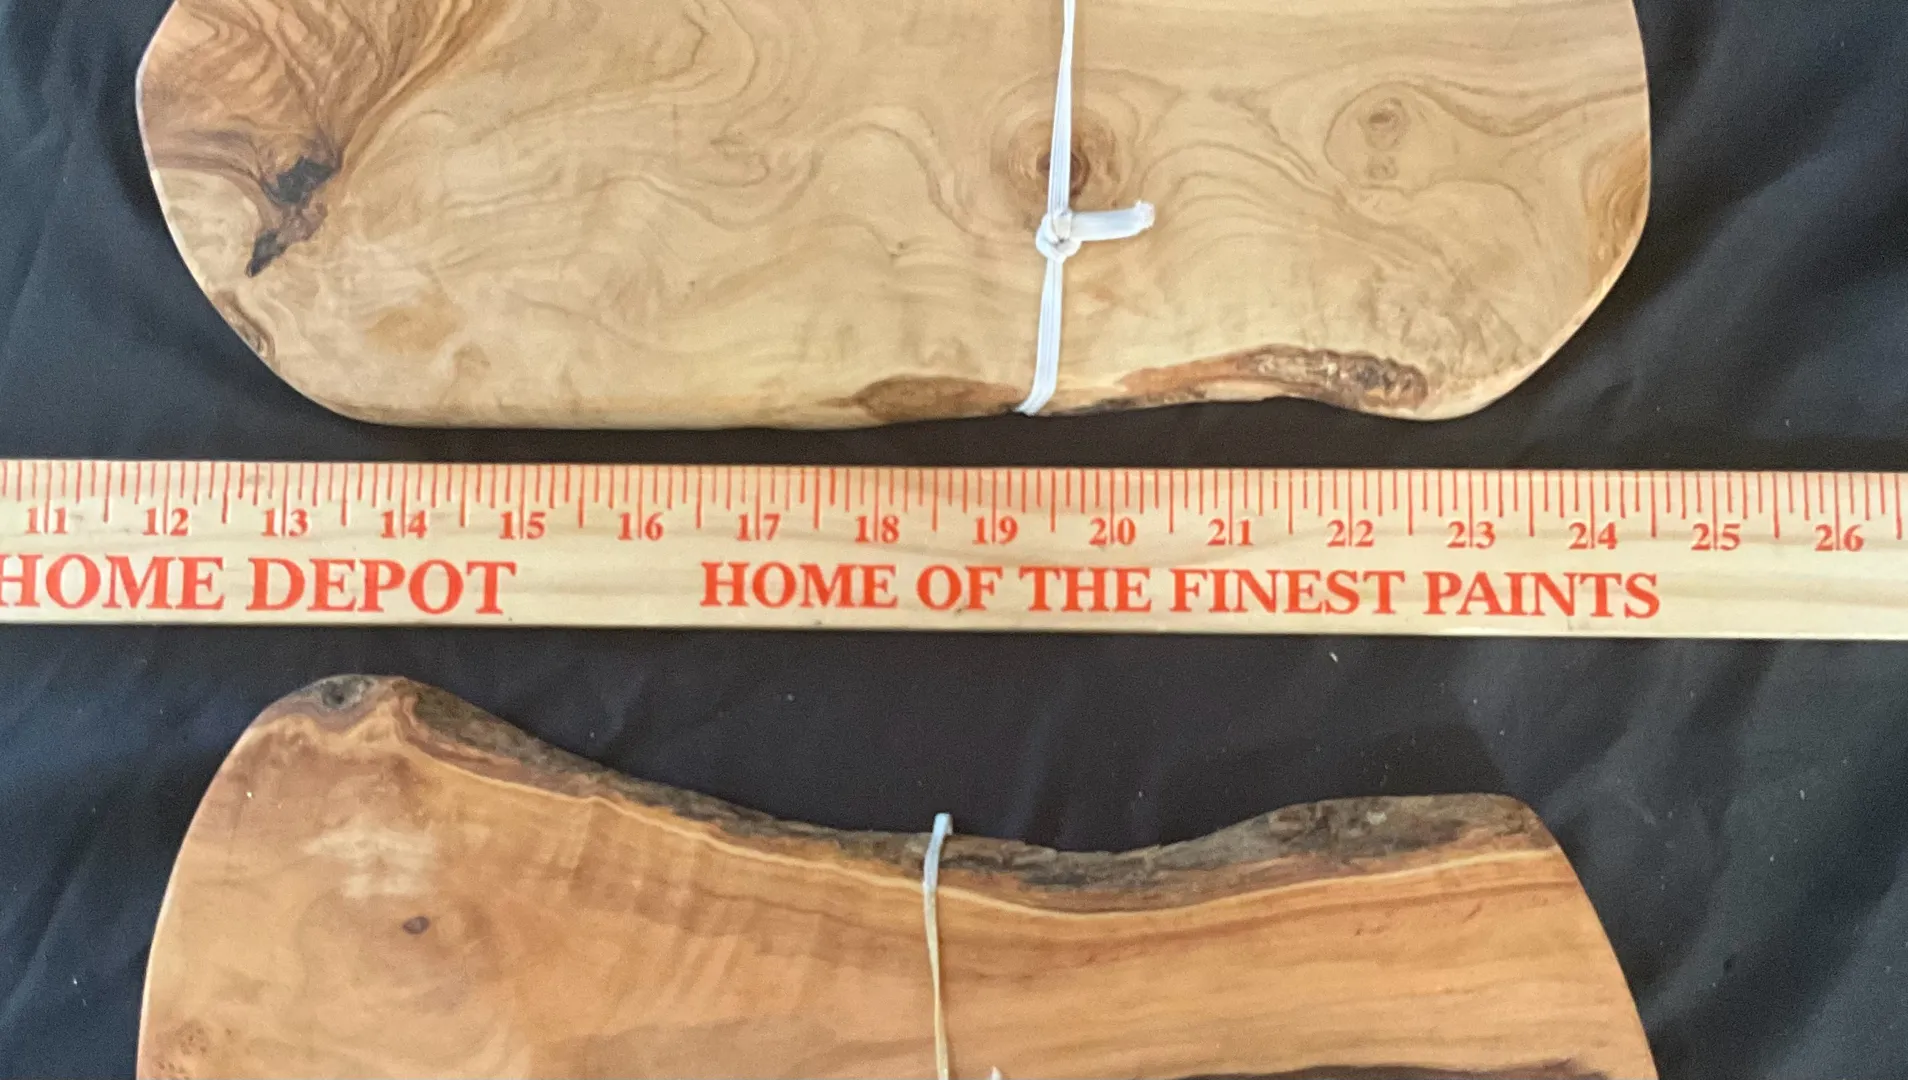 11 12 13 14 15 16 17 18 19 20 21 22 23 24 25 26
HOME DEPOT HOME OF THE FINEST PAINTS